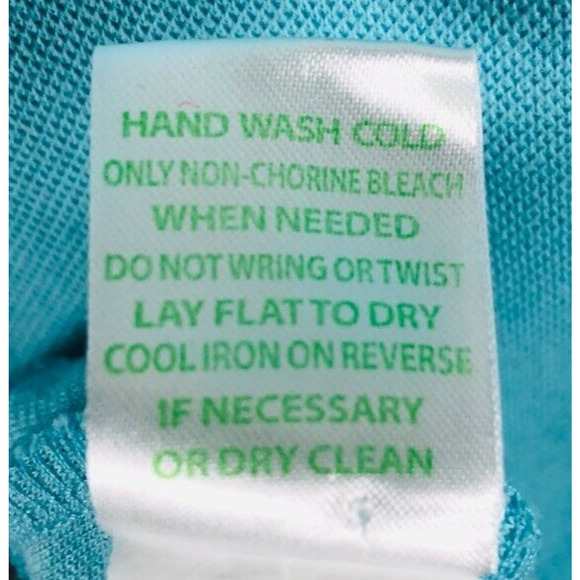 HAND WASH COLD
ONLY NON-CHORINE BLEACH
WHEN NEEDED
DO NOT WRING OR TWIST
LAY FLAT TO DRY
COOL IRON ON REVERSE
IF NECESSARY
OR DRY CLEAN